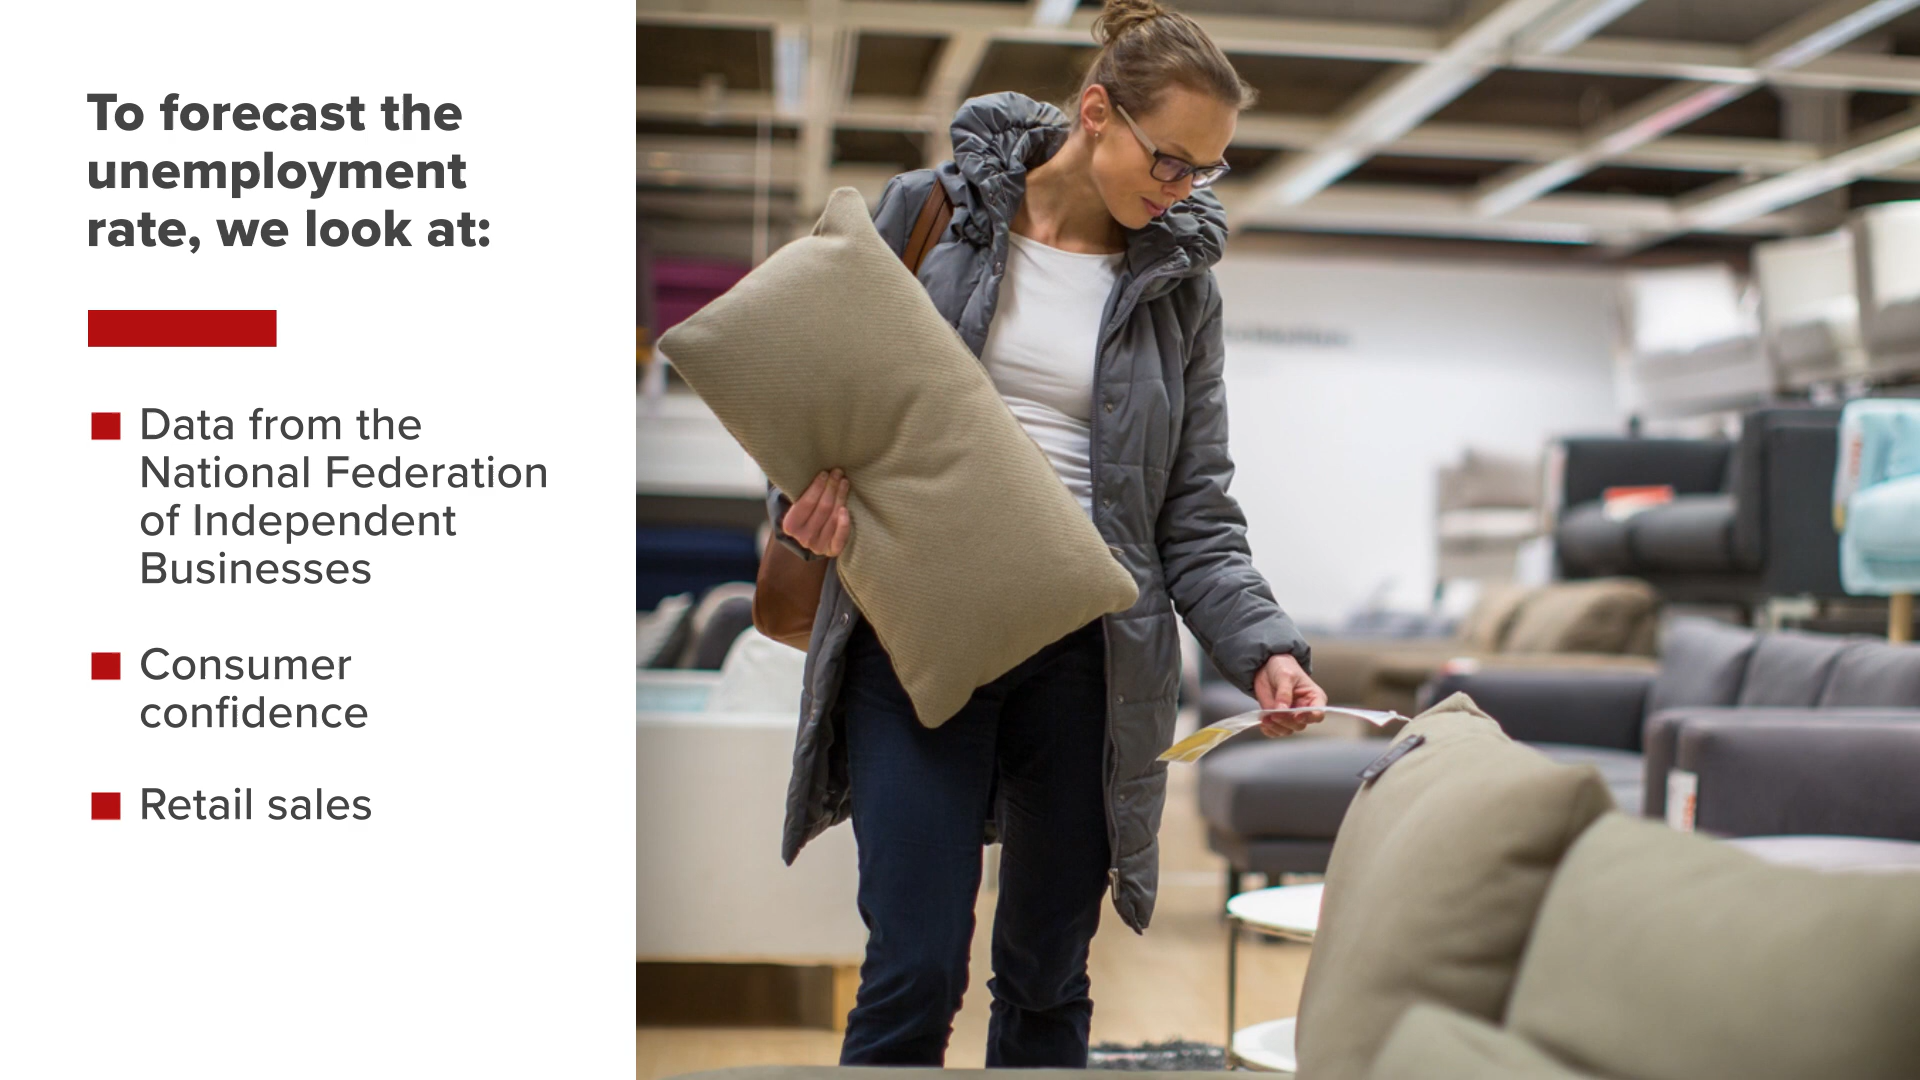 To forecast the
unemployment
rate, we look at:
Data from the
National Federation
of Independent
Businesses
Consumer
confidence
Retail sales